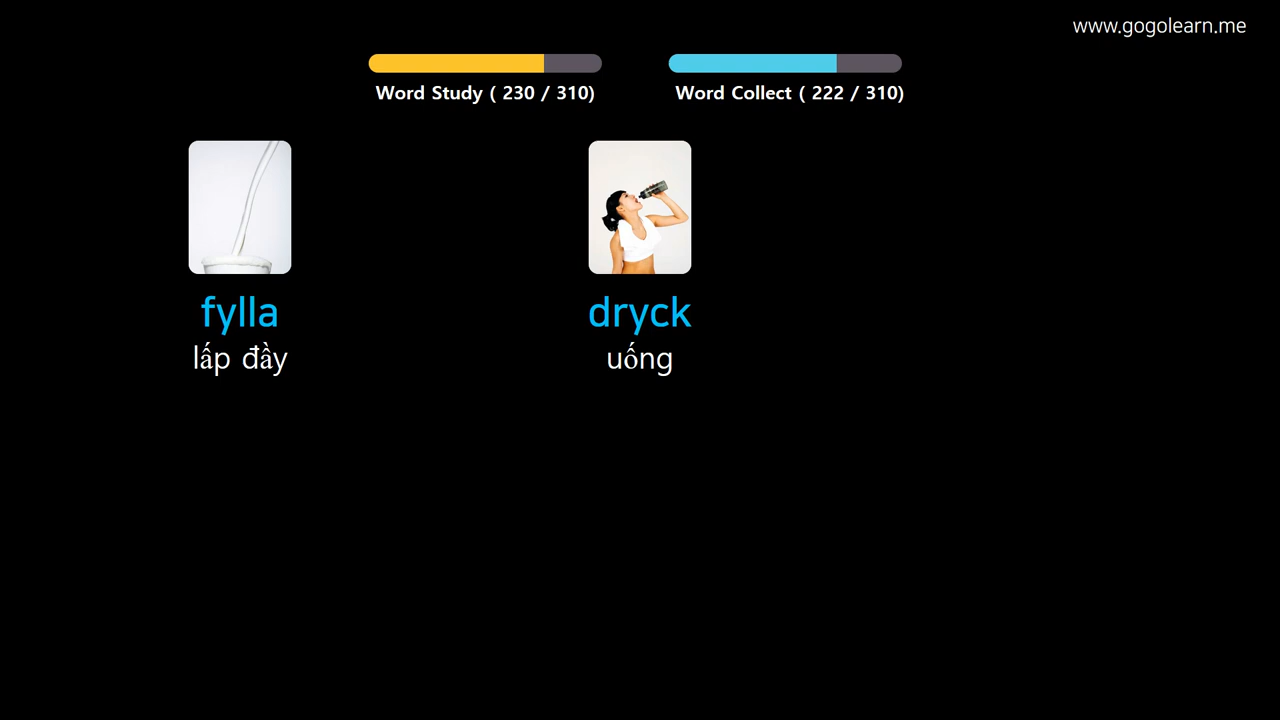 www.gogolearn.me
Word Study ( 230 / 310)
Word Collect ( 222 / 310)
fylla
lấp đầy
dryck
uống